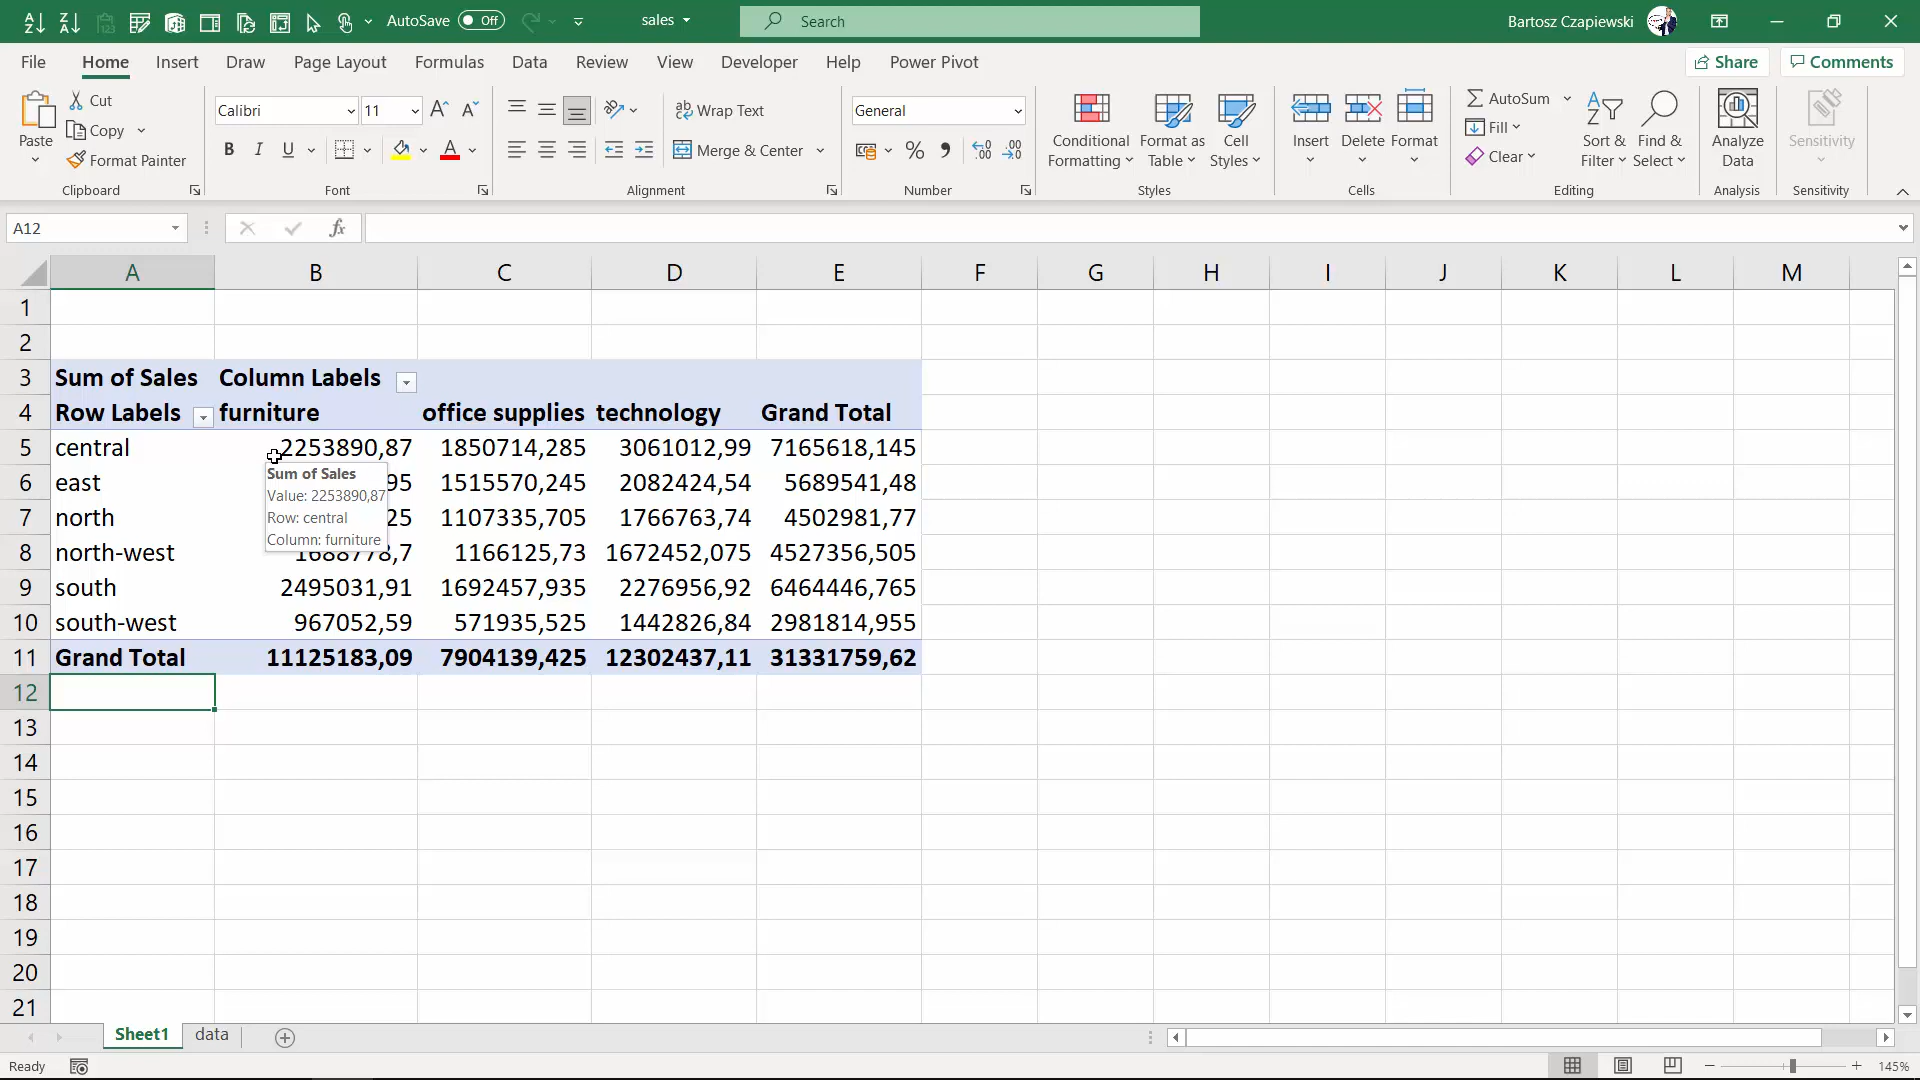 AutoSave Off sales Search Bartosz Czapiewski
File Home Insert Draw Page Layout Formulas Data Review View Developer Help Power Pivot Share Comments
Paste Cut Copy Format Painter Clipboard
Calibri 11 B I U Font
Wrap Text Merge & Center Alignment
General Number
Conditional Formatting Format as Table Cell Styles Styles
Insert Delete Format Cells
AutoSum Fill Clear Sort & Filter Find & Select Editing
Analyze Data Analysis
Sensitivity Sensitivity
A12 fx
A B C D E F G H I J K L M
1
2
3 Sum of Sales Column Labels
4 Row Labels furniture office supplies technology Grand Total
5 central 2253890,87 1850714,285 3061012,99 7165618,145
6 east 95 1515570,245 2082424,54 5689541,48
7 north 25 1107335,705 1766763,74 4502981,77
8 north-west 1688778,7 1166125,73 1672452,075 4527356,505
9 south 2495031,91 1692457,935 2276956,92 6464446,765
10 south-west 967052,59 571935,525 1442826,84 2981814,955
11 Grand Total 11125183,09 7904139,425 12302437,11 31331759,62
Sum of Sales
Value: 2253890,87
Row: central
Column: furniture
12
13
14
15
16
17
18
19
20
21
Sheet1 data
Ready 145%